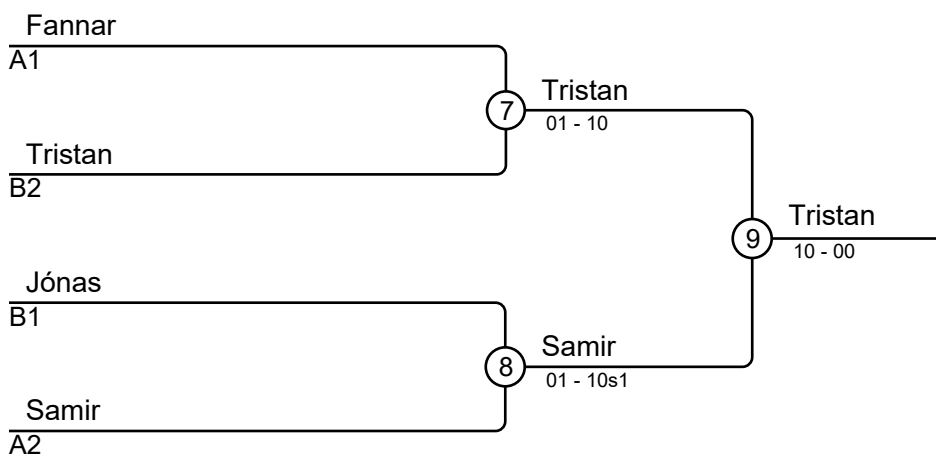 Fannar
A1
7
Tristan
01 - 10
Tristan
B2
9
Tristan
10 - 00
Jónas
B1
8
Samir
01 - 10s1
Samir
A2